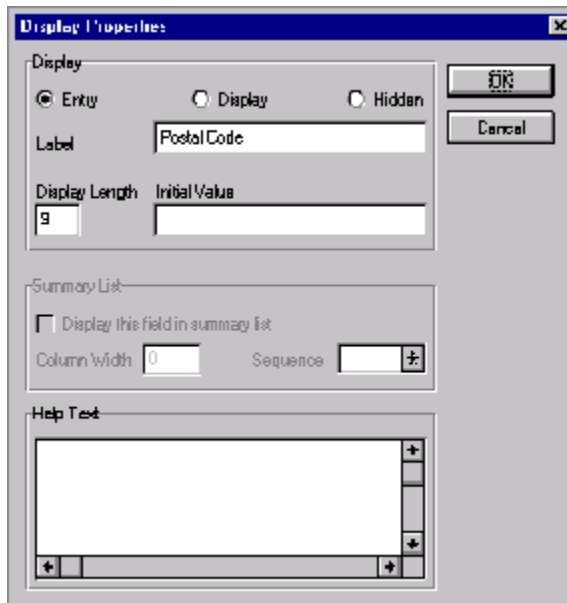 Display Properties
Display
OK
Entry Display Hidden
Label Postal Code
Cancel
Display Length Initial Value
9
Summary List
Display this field in summary list
Column Width 0 Sequence
Help Text